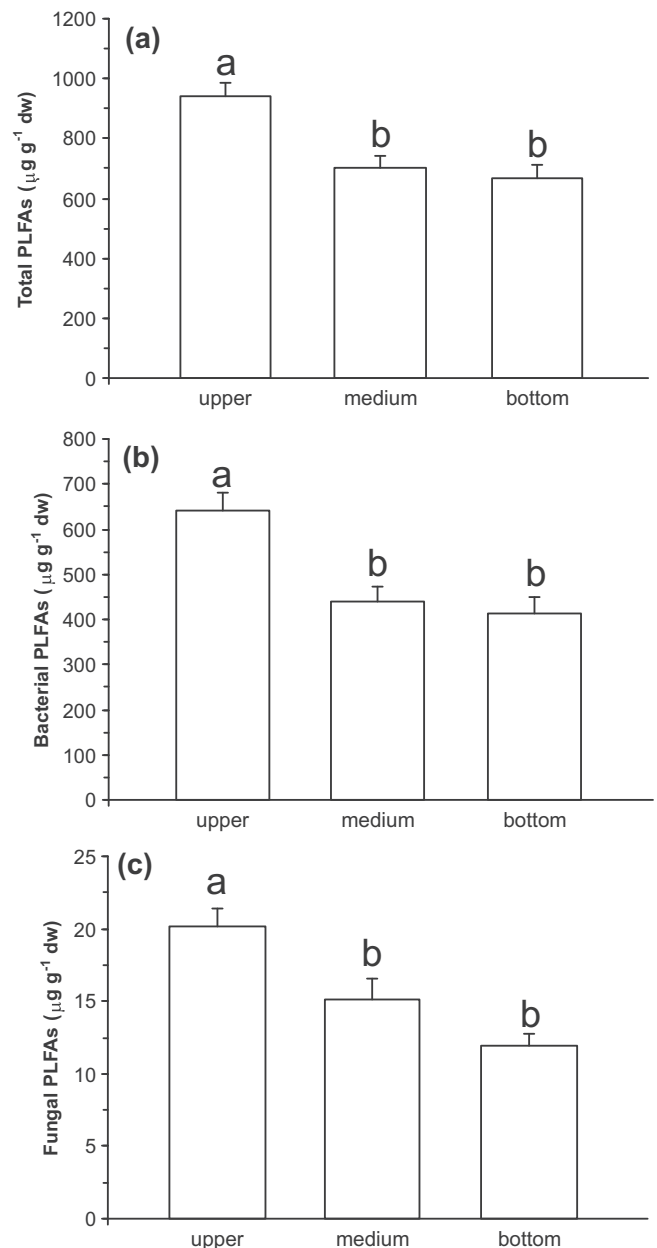 (a)
Total PLFAs (µg g-1 dw)
1200
1000
800
600
400
200
0
a
b
b
upper medium bottom
(b)
Bacterial PLFAs (µg g-1 dw)
800
700
600
500
400
300
200
100
0
a
b
b
upper medium bottom
(c)
Fungal PLFAs (µg g-1 dw)
25
20
15
10
5
0
a
b
b
upper medium bottom